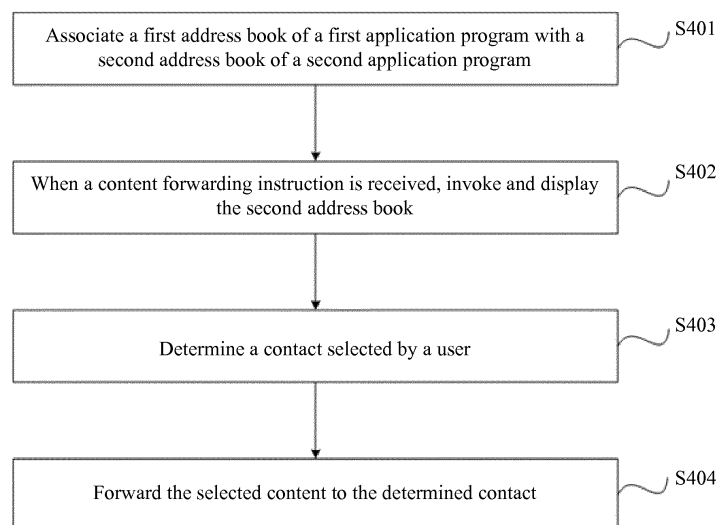 Associate a first address book of a first application program with a
second address book of a second application program
S401
When a content forwarding instruction is received, invoke and display
the second address book
S402
Determine a contact selected by a user
S403
Forward the selected content to the determined contact
S404